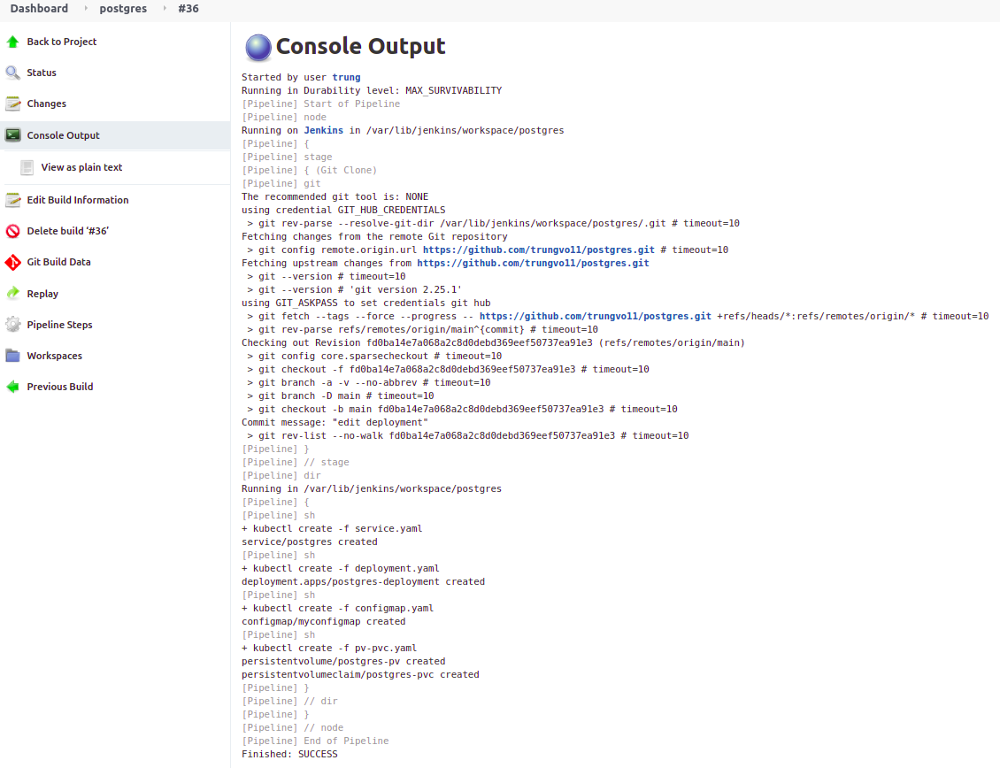 Dashboard postgres #36
Back to Project
Status
Changes
Console Output
View as plain text
Edit Build Information
Delete build ‘#36’
Git Build Data
Replay
Pipeline Steps
Workspaces
Previous Build
Console Output
Started by user trung
Running in Durability level: MAX_SURVIVABILITY
[Pipeline] Start of Pipeline
[Pipeline] node
Running on Jenkins in /var/lib/jenkins/workspace/postgres
[Pipeline] {
[Pipeline] stage
[Pipeline] { (Git Clone)
[Pipeline] git
The recommended git tool is: NONE
using credential GIT_HUB_CREDENTIALS
 > git rev-parse --resolve-git-dir /var/lib/jenkins/workspace/postgres/.git # timeout=10
Fetching changes from the remote Git repository
 > git config remote.origin.url https://github.com/trungvo11/postgres.git # timeout=10
Fetching upstream changes from https://github.com/trungvo11/postgres.git
 > git --version # timeout=10
 > git --version # 'git version 2.25.1'
using GIT_ASKPASS to set credentials git hub
 > git fetch --tags --force --progress -- https://github.com/trungvo11/postgres.git +refs/heads/*:refs/remotes/origin/* # timeout=10
 > git rev-parse refs/remotes/origin/main^{commit} # timeout=10
Checking out Revision fd0ba14e7a068a2c8d0debd369eef50737ea91e3 (refs/remotes/origin/main)
 > git config core.sparsecheckout # timeout=10
 > git checkout -f fd0ba14e7a068a2c8d0debd369eef50737ea91e3 # timeout=10
 > git branch -a -v --no-abbrev # timeout=10
 > git branch -D main # timeout=10
 > git checkout -b main fd0ba14e7a068a2c8d0debd369eef50737ea91e3 # timeout=10
Commit message: "edit deployment"
 > git rev-list --no-walk fd0ba14e7a068a2c8d0debd369eef50737ea91e3 # timeout=10
[Pipeline] }
[Pipeline] // stage
[Pipeline] dir
Running in /var/lib/jenkins/workspace/postgres
[Pipeline] {
[Pipeline] sh
+ kubectl create -f service.yaml
service/postgres created
[Pipeline] sh
+ kubectl create -f deployment.yaml
deployment.apps/postgres-deployment created
[Pipeline] sh
+ kubectl create -f configmap.yaml
configmap/myconfigmap created
[Pipeline] sh
+ kubectl create -f pv-pvc.yaml
persistentvolume/postgres-pv created
persistentvolumeclaim/postgres-pvc created
[Pipeline] }
[Pipeline] // dir
[Pipeline] }
[Pipeline] // node
[Pipeline] End of Pipeline
Finished: SUCCESS